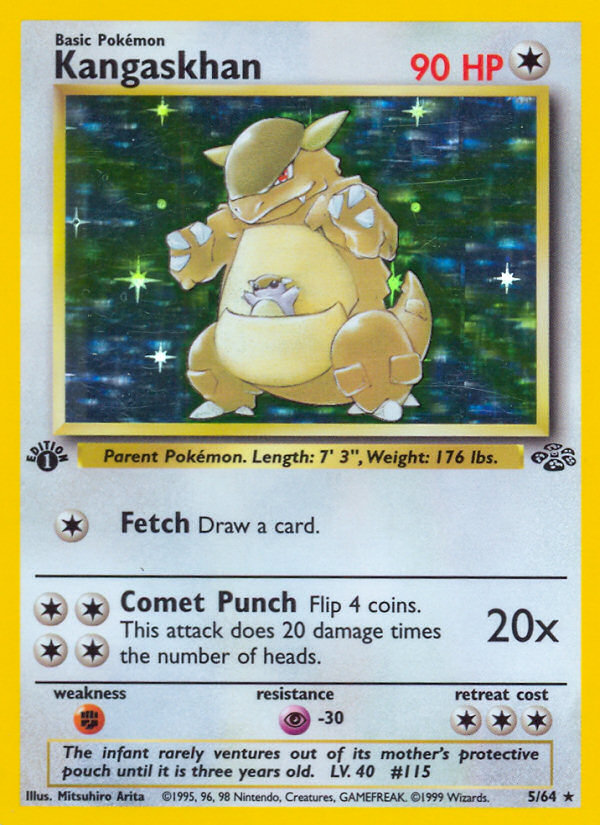 Basic Pokémon
Kangaskhan
90 HP
EDITION
1
Parent Pokémon. Length: 7' 3", Weight: 176 lbs.
Fetch Draw a card.
Comet Punch Flip 4 coins.
This attack does 20 damage times
the number of heads.
20x
weakness
resistance
retreat cost
-30
The infant rarely ventures out of its mother's protective
pouch until it is three years old. LV. 40 #115
Illus. Mitsuhiro Arita ©1995, 96, 98 Nintendo, Creatures, GAMEFREAK. ©1999 Wizards. 5/64 ★